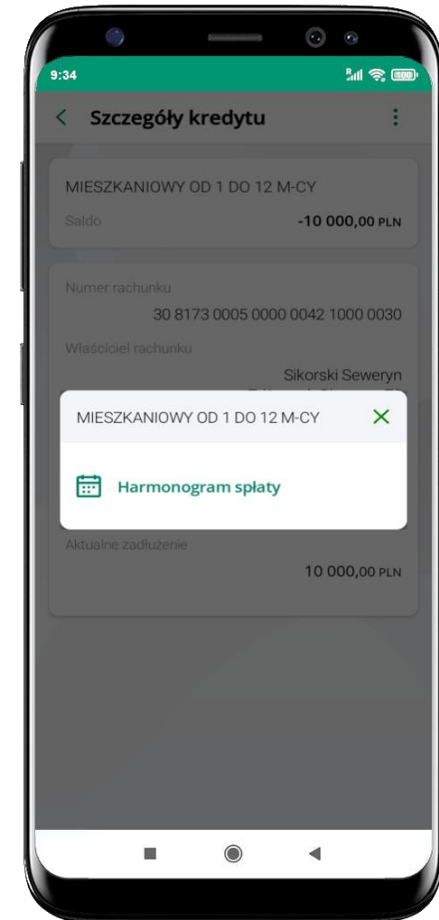 9:34
R
100
Szczegóły kredytu
MIESZKANIOWY OD 1 DO 12 M-CY
Saldo
-10 000,00 PLN
Numer rachunku
30 8173 0005 0000 0042 1000 0030
Właściciel rachunku
Sikorski Seweryn
MIESZKANIOWY OD 1 DO 12 M-CY
Harmonogram spłaty
Aktualne zadłużenie
10 000,00 PLN